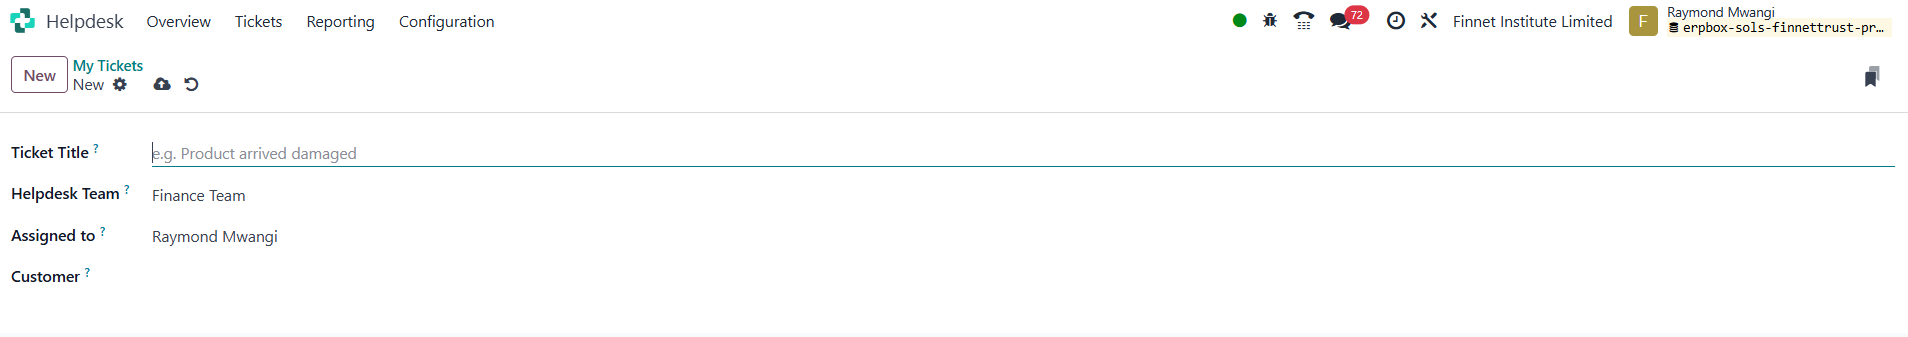 Helpdesk Overview Tickets Reporting Configuration 72 Finnet Institute Limited F Raymond Mwangi
erpbox-sols-finnettrust-pr…
New My Tickets
New
Ticket Title ? e.g. Product arrived damaged
Helpdesk Team ? Finance Team
Assigned to ? Raymond Mwangi
Customer ?